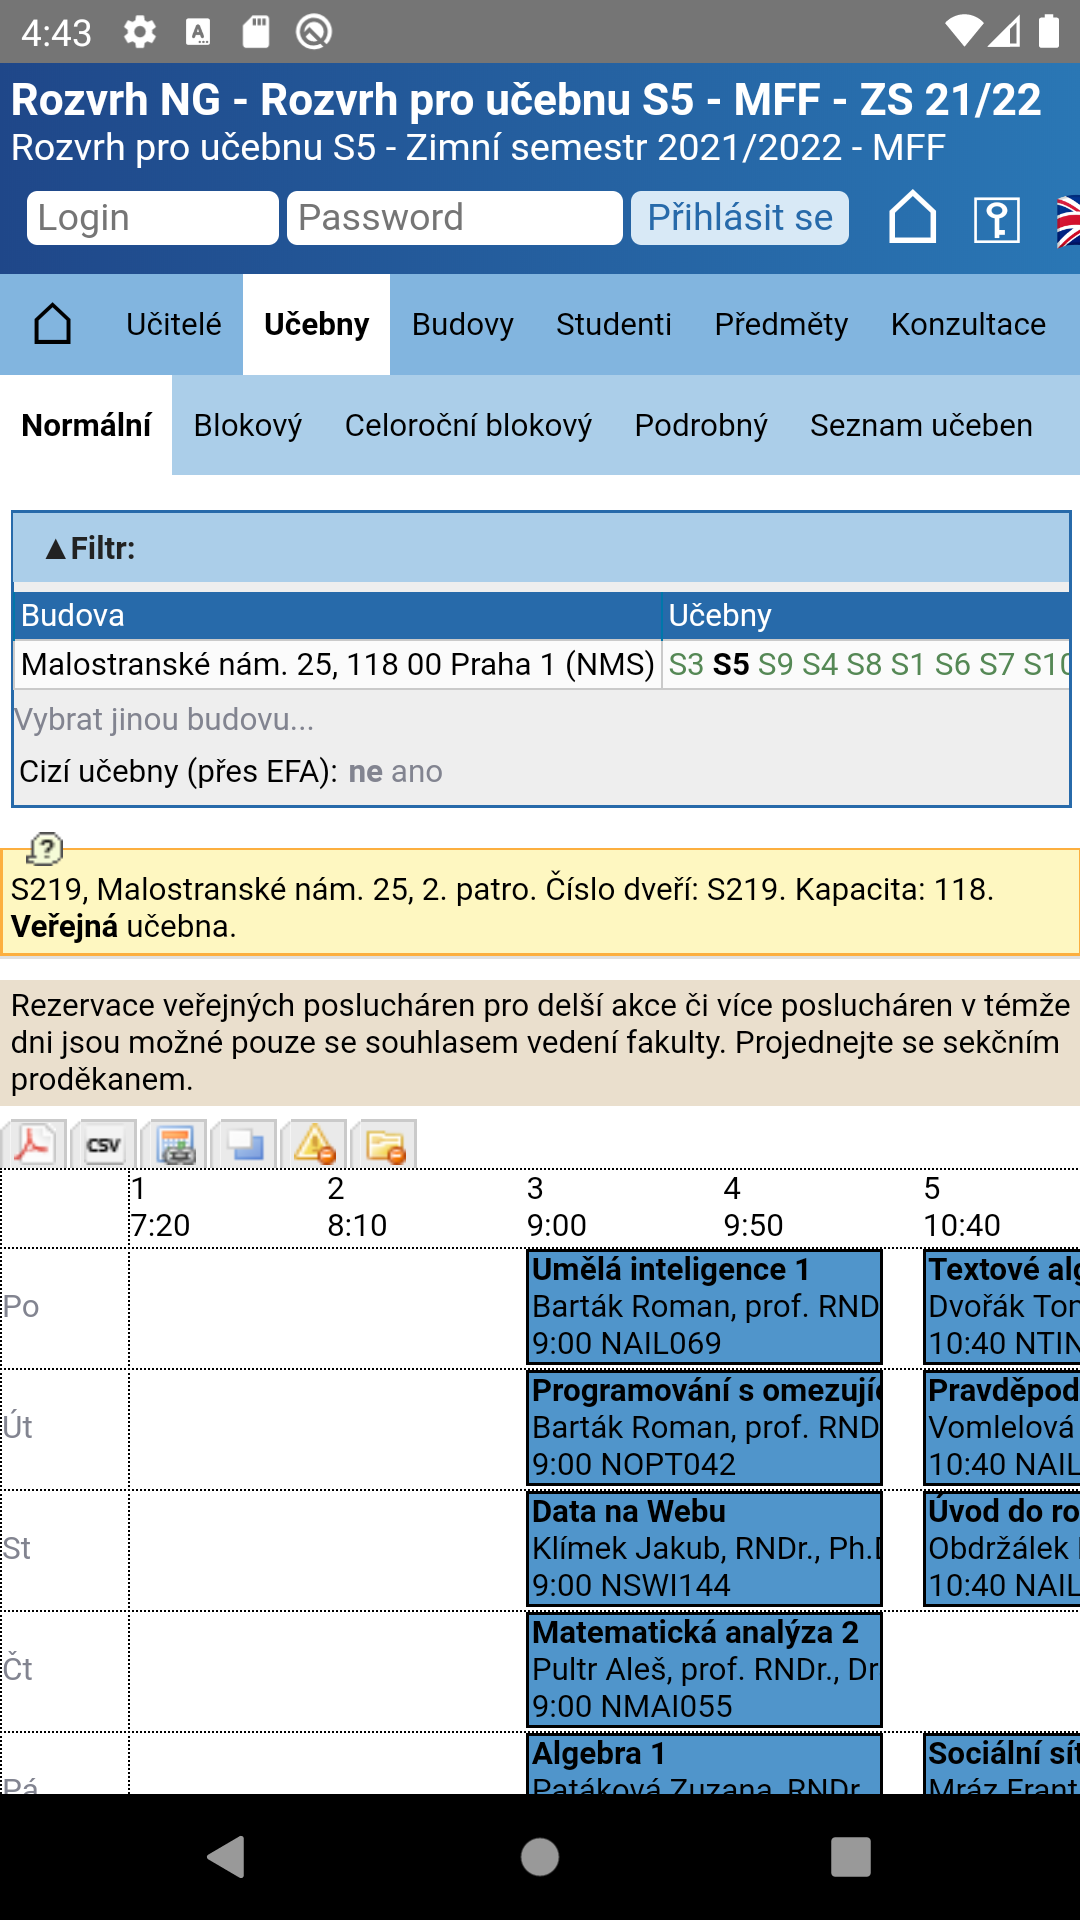 4:43
Rozvrh NG - Rozvrh pro učebnu S5 - MFF - ZS 21/22
Rozvrh pro učebnu S5 - Zimní semestr 2021/2022 - MFF
Login Password Přihlásit se
Učitelé Učebny Budovy Studenti Předměty Konzultace
Normální Blokový Celoroční blokový Podrobný Seznam učeben
▲Filtr:
Budova Učebny
Malostranské nám. 25, 118 00 Praha 1 (NMS) S3 S5 S9 S4 S8 S1 S6 S7 S10
Vybrat jinou budovu...
Cizí učebny (přes EFA): ne ano
S219, Malostranské nám. 25, 2. patro. Číslo dveří: S219. Kapacita: 118.
Veřejná učebna.
Rezervace veřejných poslucháren pro delší akce či více poslucháren v témže
dni jsou možné pouze se souhlasem vedení fakulty. Projednejte se sekčním
proděkanem.
CSV
1 2 3 4 5
7:20 8:10 9:00 9:50 10:40
Po
Umělá inteligence 1
Barták Roman, prof. RND
9:00 NAIL069
Textové alg
Dvořák Tom
10:40 NTIN
Út
Programování s omezujíc
Barták Roman, prof. RND
9:00 NOPT042
Pravděpod
Vomlelová
10:40 NAIL
St
Data na Webu
Klímek Jakub, RNDr., Ph.D
9:00 NSWI144
Úvod do ro
Obdržálek
10:40 NAIL
Čt
Matematická analýza 2
Pultr Aleš, prof. RNDr., Dr
9:00 NMAI055
Pá
Algebra 1
Patáková Zuzana, RNDr.
Sociální sít
Mráz Frant